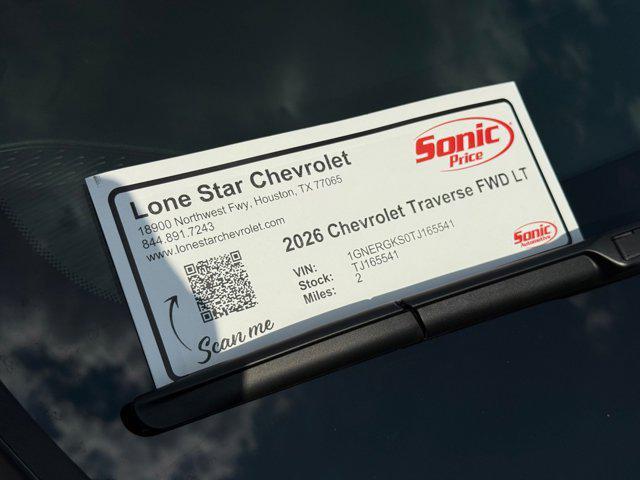 Lone Star Chevrolet
18900 Northwest Fwy, Houston, TX 77065
844.891.7243
www.lonestarchevrolet.com
Sonic
Price
2026 Chevrolet Traverse FWD LT
VIN: 1GNERGKS0TJ165541
Stock: TJ165541
Miles: 2
Scan me
Sonic
Automotive